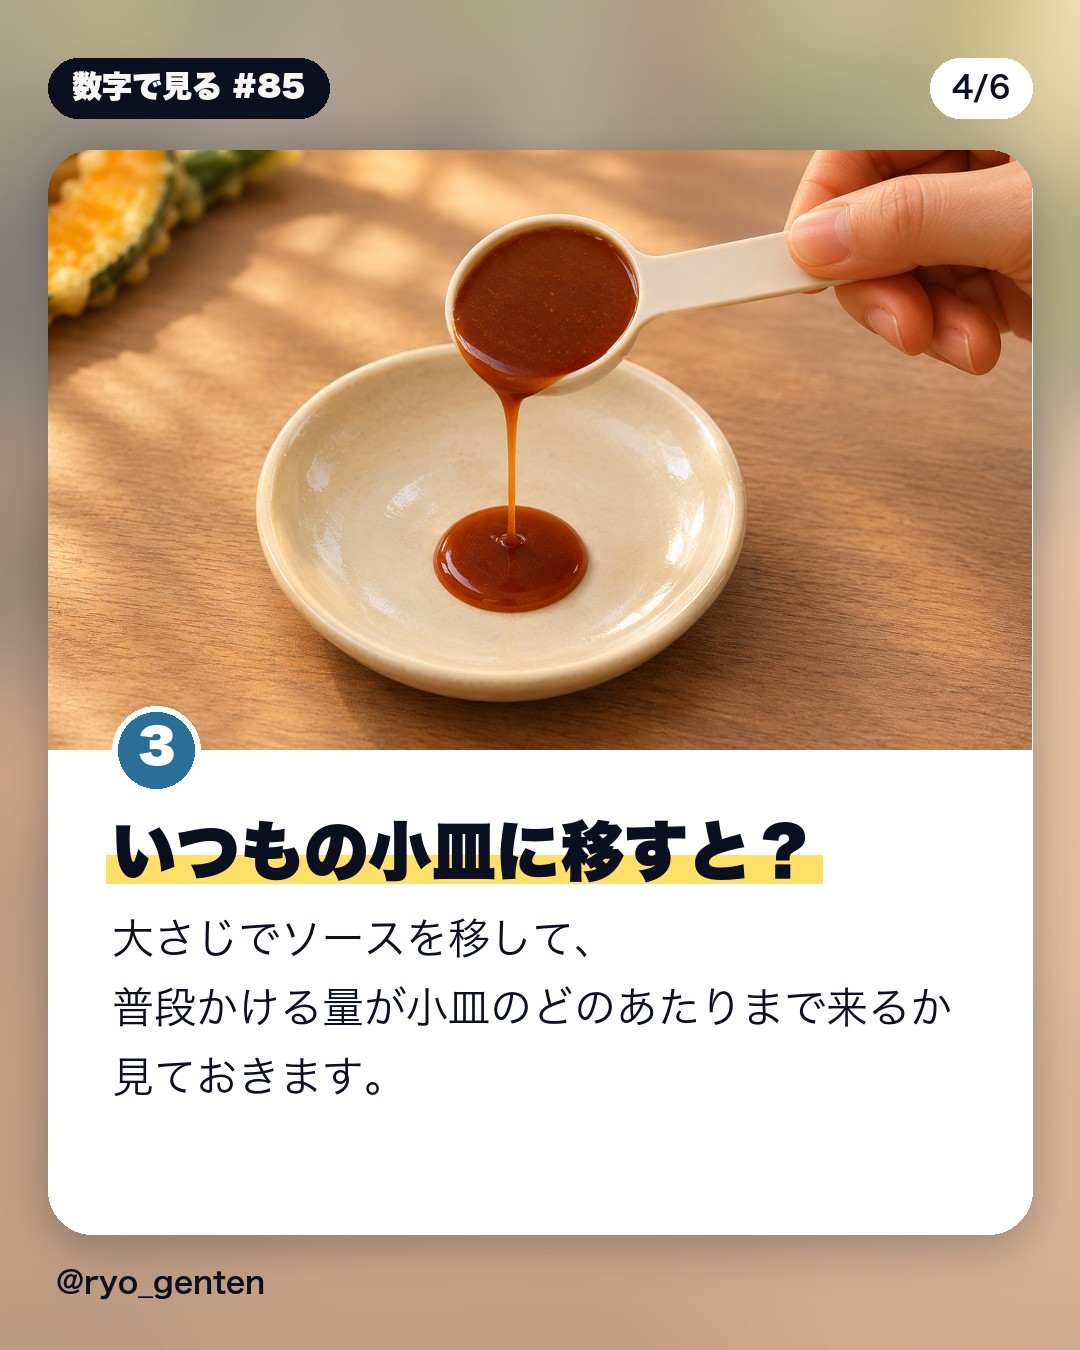 数字で見る #85
4/6
3
いつもの小皿に移すと？
大さじでソースを移して、
普段かける量が小皿のどのあたりまで来るか
見ておきます。
@ryo_genten